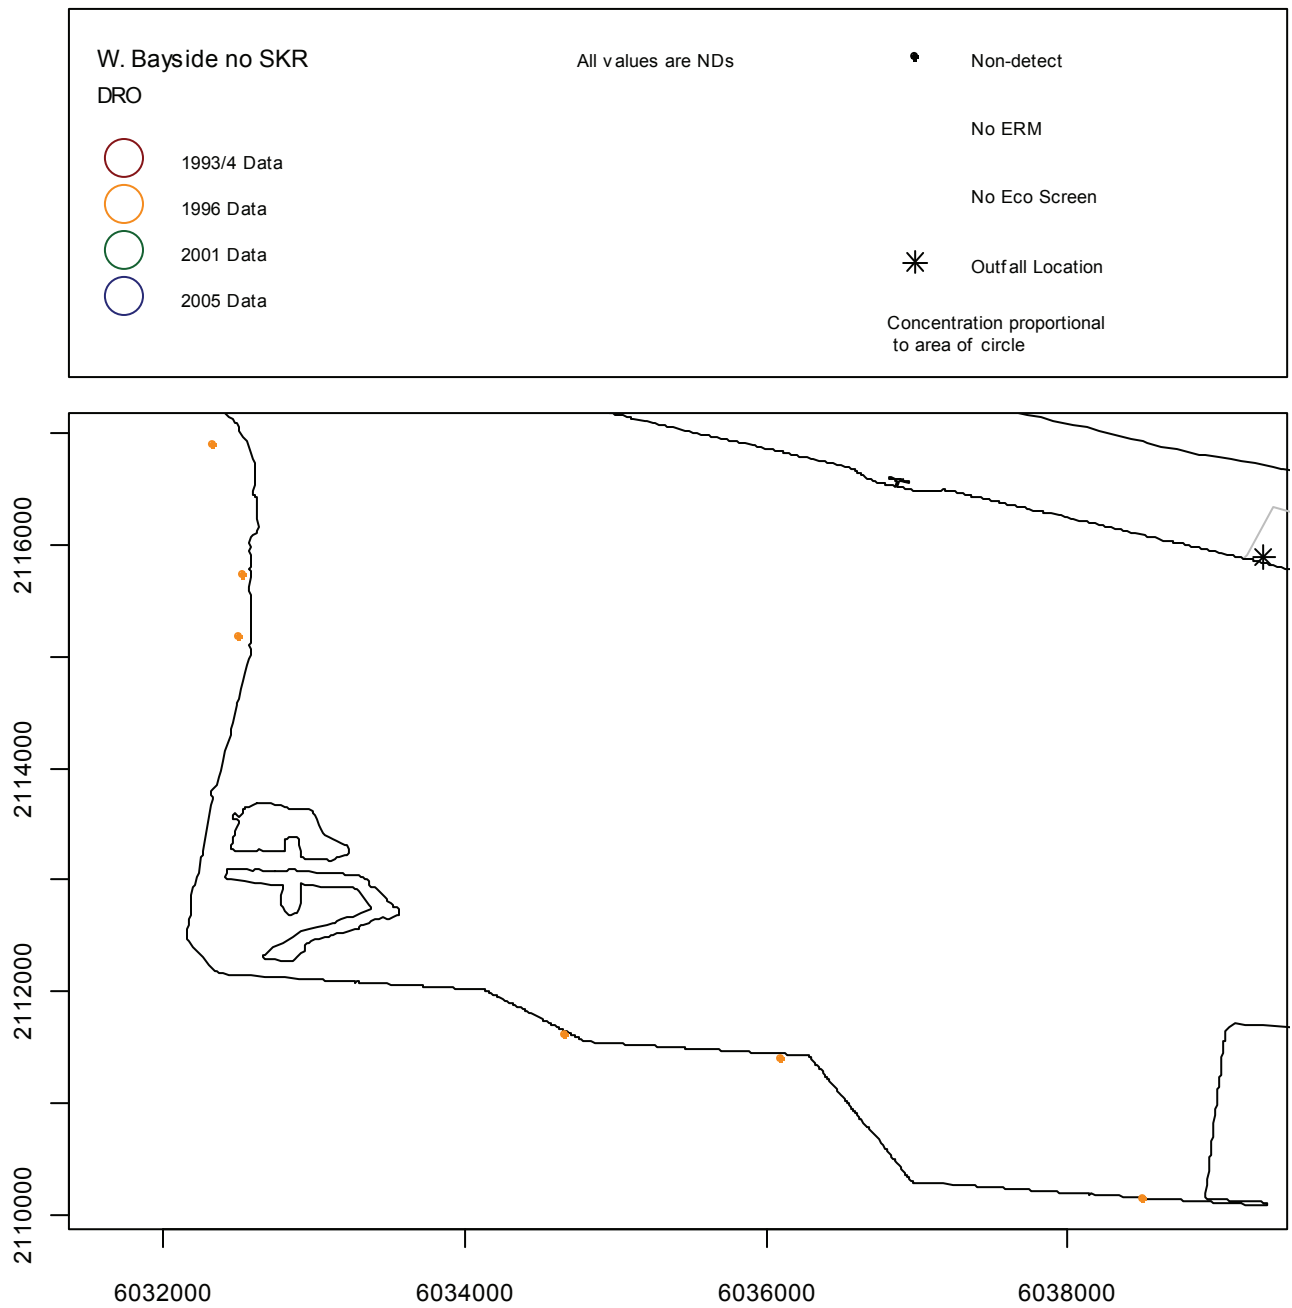 W. Bayside no SKR
DRO
1993/4 Data
1996 Data
2001 Data
2005 Data
All values are NDs
Non-detect
No ERM
No Eco Screen
Outfall Location
Concentration proportional
to area of circle
2116000
2114000
2112000
2110000
6032000
6034000
6036000
6038000